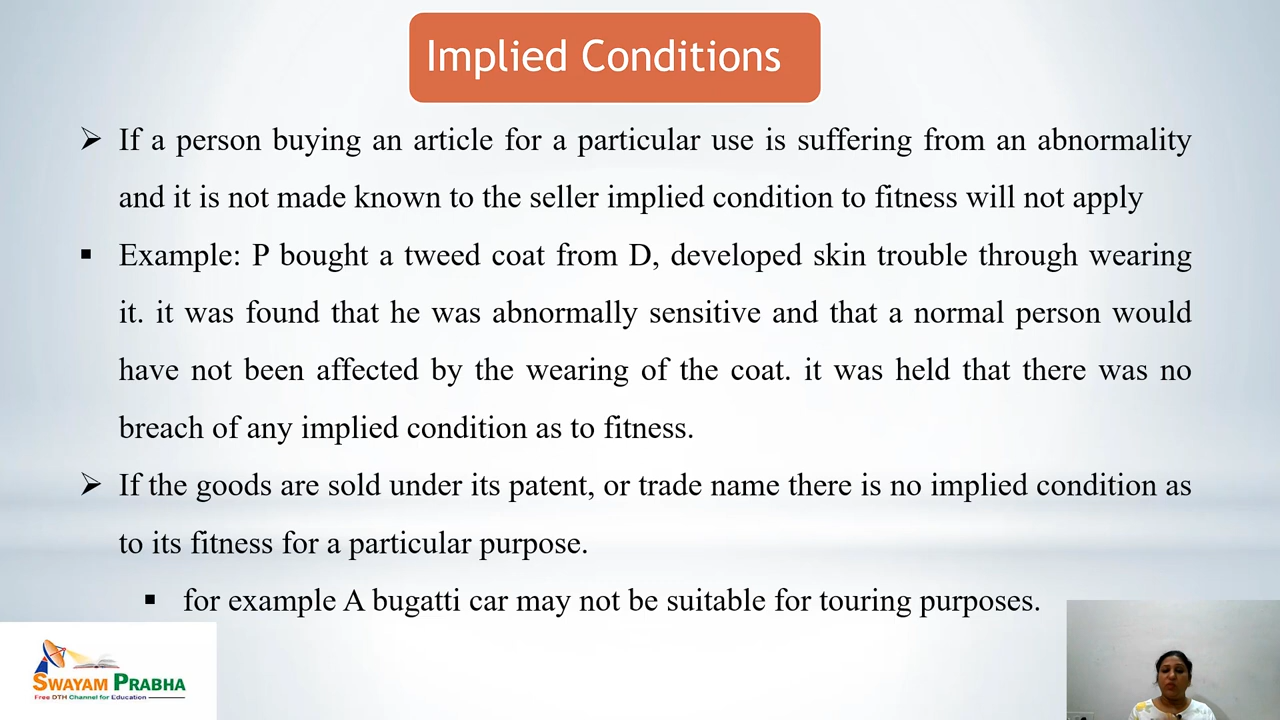 Implied Conditions
➢ If a person buying an article for a particular use is suffering from an abnormality
and it is not made known to the seller implied condition to fitness will not apply
▪ Example: P bought a tweed coat from D, developed skin trouble through wearing
it. it was found that he was abnormally sensitive and that a normal person would
have not been affected by the wearing of the coat. it was held that there was no
breach of any implied condition as to fitness.
➢ If the goods are sold under its patent, or trade name there is no implied condition as
to its fitness for a particular purpose.
▪ for example A bugatti car may not be suitable for touring purposes.
SWAYAM PRABHA
Free DTH Channel for Education